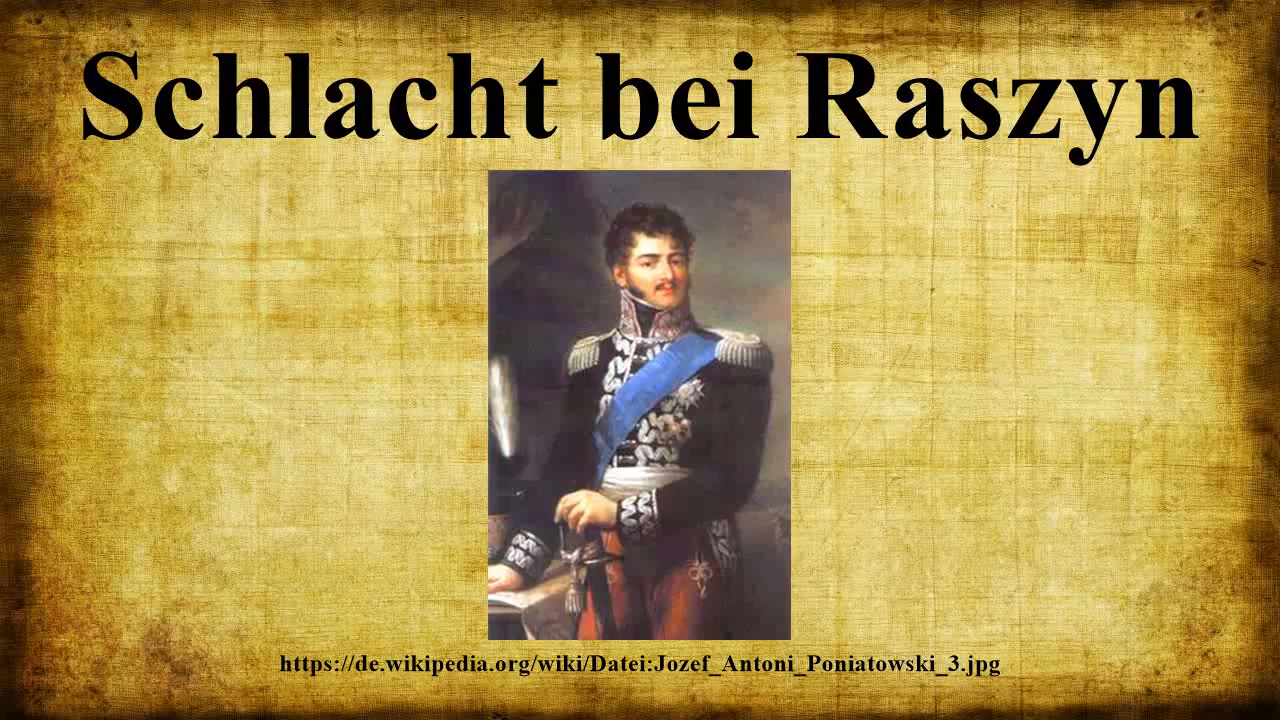 Schlacht bei Raszyn
https://de.wikipedia.org/wiki/Datei:Jozef_Antoni_Poniatowski_3.jpg